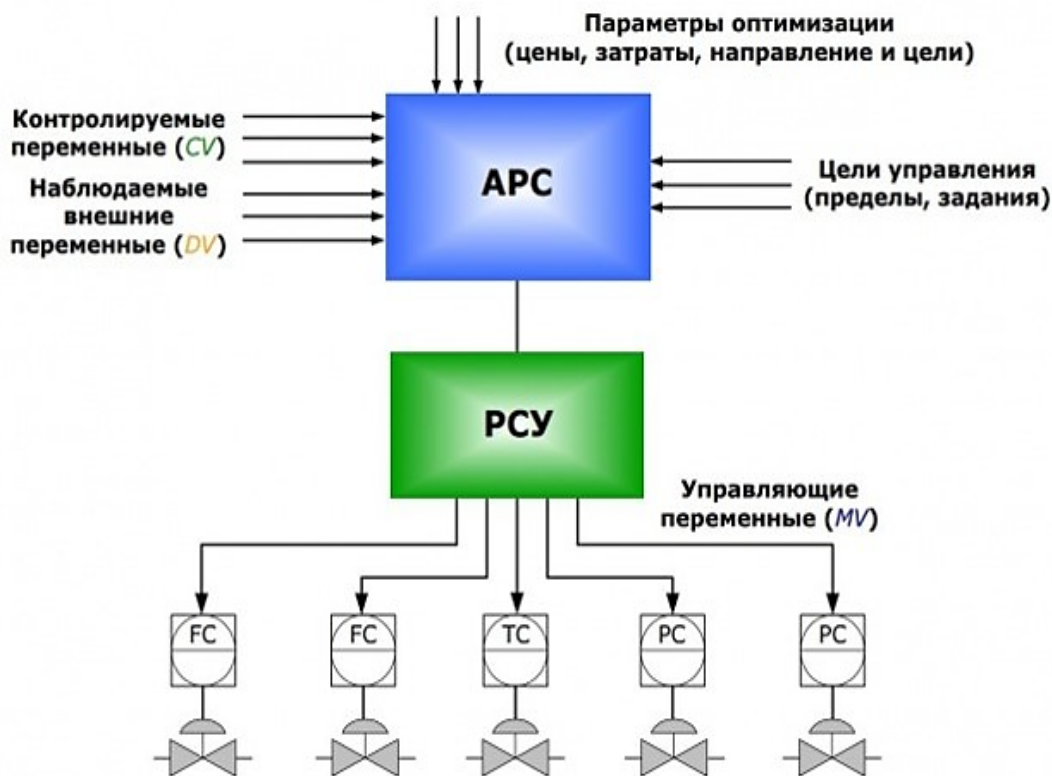 Параметры оптимизации
(цены, затраты, направление и цели)
Контролируемые
переменные (CV)
Наблюдаемые
внешние
переменные (DV)
АРС
Цели управления
(пределы, задания)
РСУ
Управляющие
переменные (MV)
FC
FC
TC
PC
PC